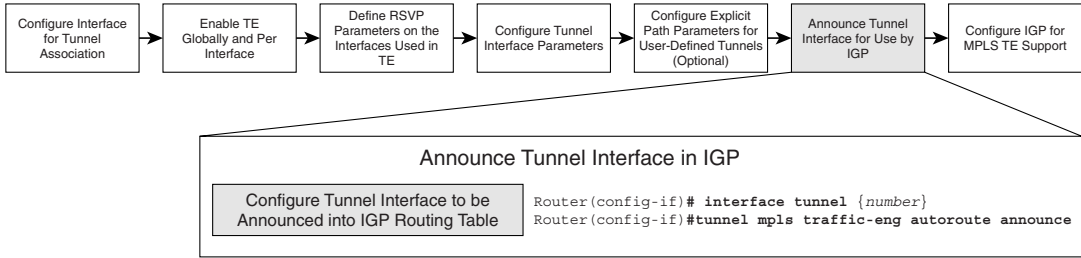 Configure Interface
for Tunnel
Association
Enable TE
Globally and Per
Interface
Define RSVP
Parameters on the
Interfaces Used in
TE
Configure Tunnel
Interface Parameters
Configure Explicit
Path Parameters for
User-Defined Tunnels
(Optional)
Announce Tunnel
Interface for Use by
IGP
Configure IGP for
MPLS TE Support
Announce Tunnel Interface in IGP
Configure Tunnel Interface to be
Announced into IGP Routing Table
Router(config-if)# interface tunnel {number}
Router(config-if)#tunnel mpls traffic-eng autoroute announce